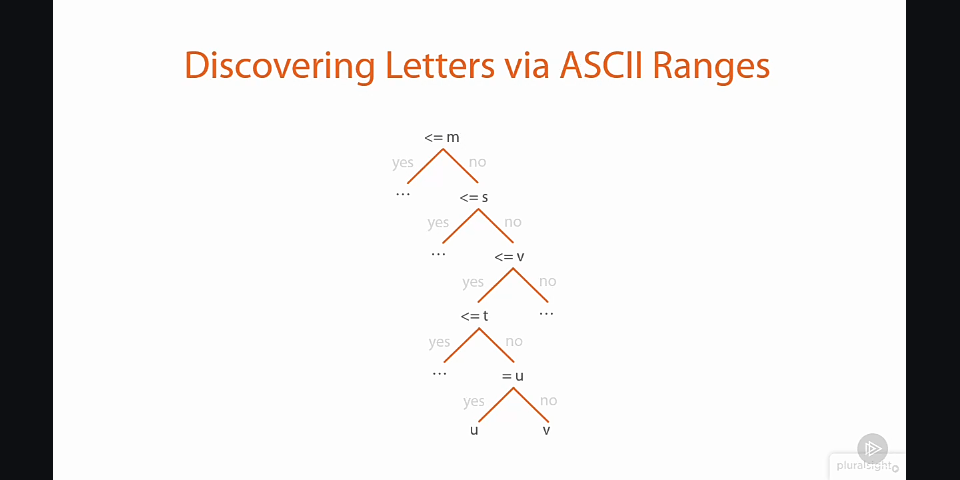 Discovering Letters via ASCII Ranges
<= m
yes no
...
<= s
yes no
...
<= v
yes no
<= t ...
yes no
...
= u
yes no
u v
pluralsight